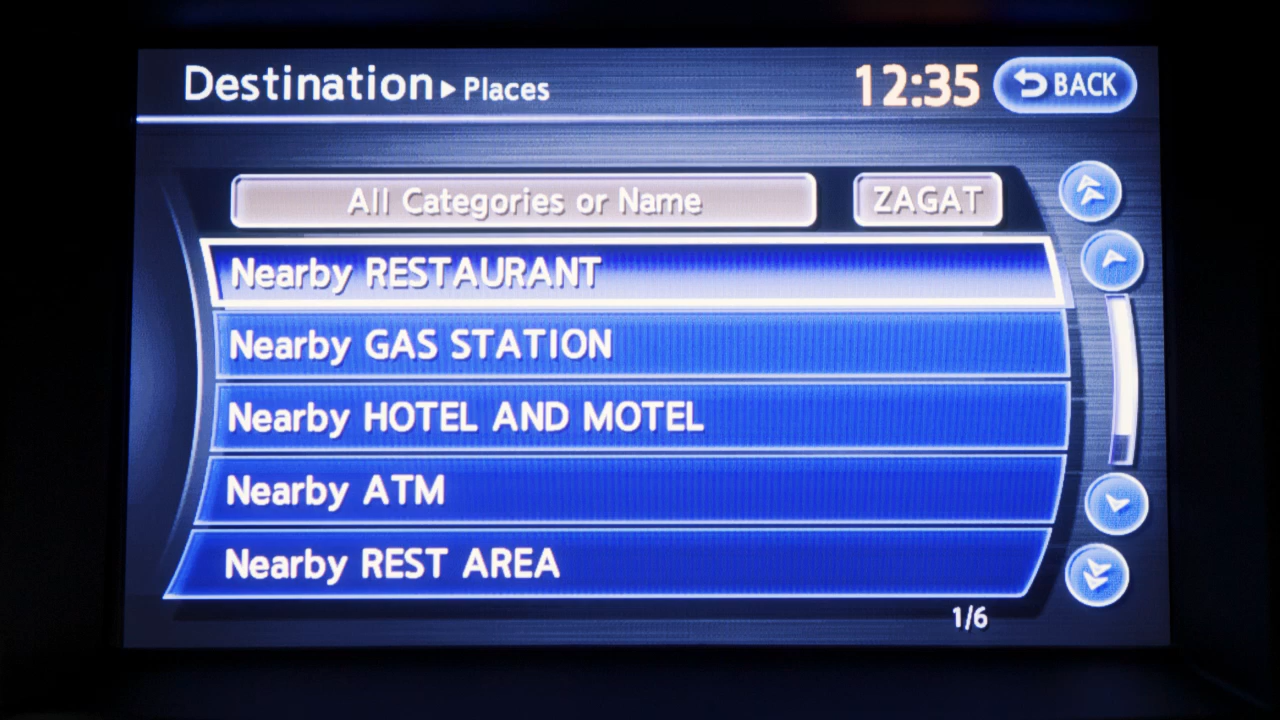 Destination ▸ Places 12:35 BACK
All Categories or Name ZAGAT
Nearby RESTAURANT
Nearby GAS STATION
Nearby HOTEL AND MOTEL
Nearby ATM
Nearby REST AREA
1/6